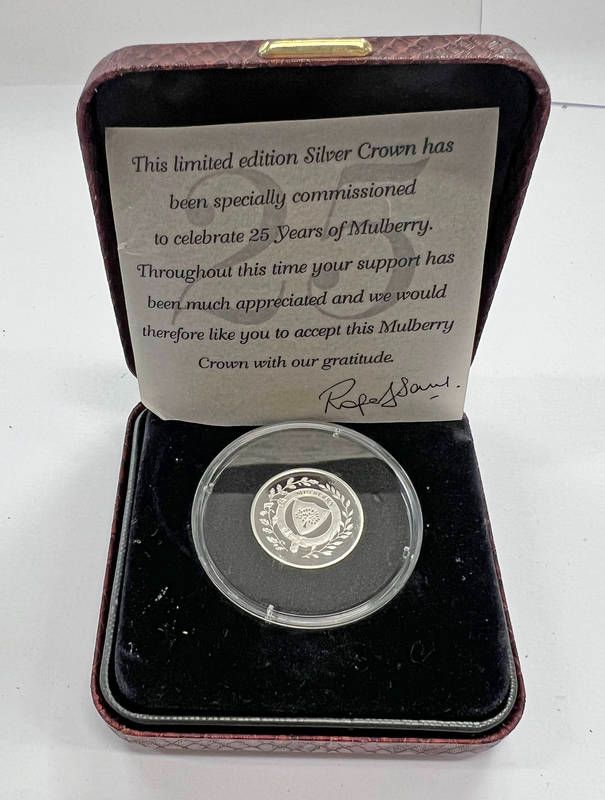 25
This limited edition Silver Crown has
been specially commissioned
to celebrate 25 Years of Mulberry.
Throughout this time your support has
been much appreciated and we would
therefore like you to accept this Mulberry
Crown with our gratitude.
MULBERRY